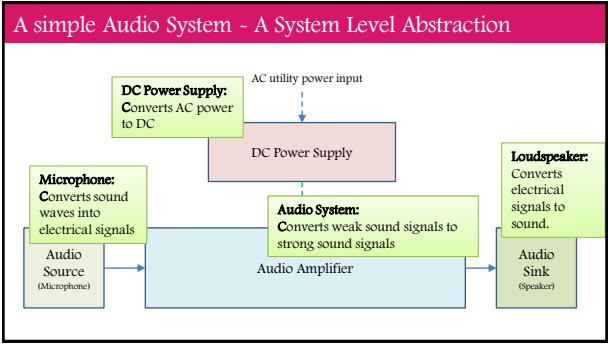 A simple Audio System - A System Level Abstraction
AC utility power input
DC Power Supply:
Converts AC power
to DC
DC Power Supply
Loudspeaker:
Converts
electrical
signals to
sound.
Microphone:
Converts sound
waves into
electrical signals
Audio System:
Converts weak sound signals to
strong sound signals
Audio
Source
(Microphone)
Audio Amplifier
Audio
Sink
(Speaker)